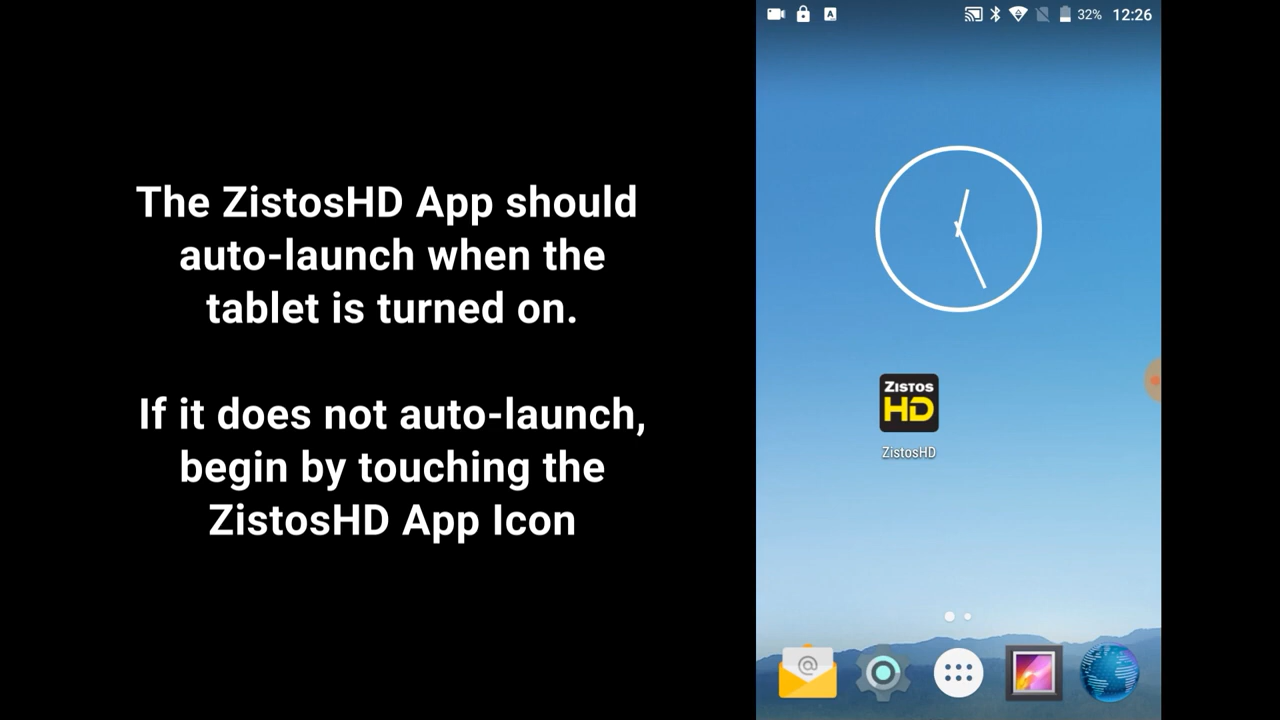 The ZistosHD App should
auto-launch when the
tablet is turned on.
If it does not auto-launch,
begin by touching the
ZistosHD App Icon
A
32% 12:26
ZISTOS
HD
ZistosHD
@